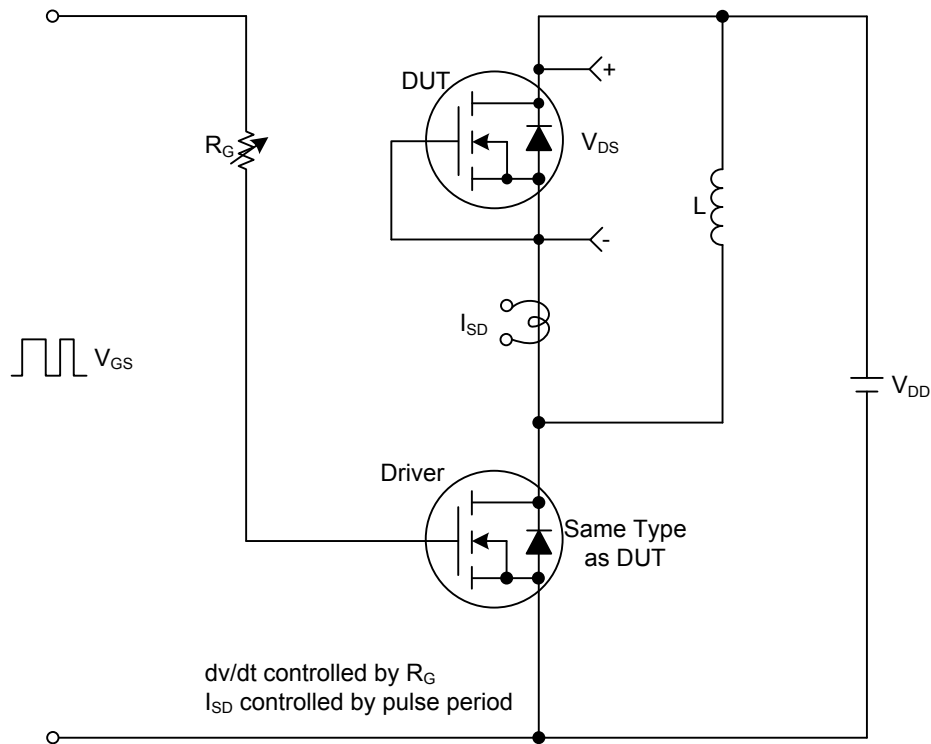 DUT
+
R_G
V_DS
L
-
I_SD
V_GS
V_DD
Driver
Same Type
as DUT
dv/dt controlled by R_G
I_SD controlled by pulse period